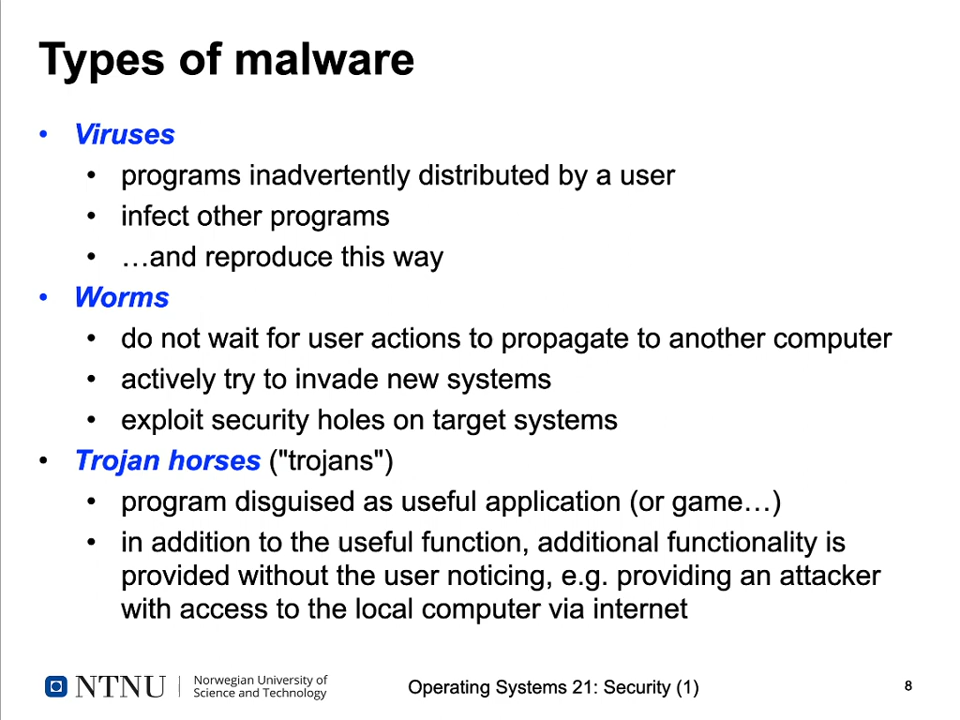 Types of malware
• Viruses
• programs inadvertently distributed by a user
• infect other programs
• …and reproduce this way
• Worms
• do not wait for user actions to propagate to another computer
• actively try to invade new systems
• exploit security holes on target systems
• Trojan horses ("trojans")
• program disguised as useful application (or game…)
• in addition to the useful function, additional functionality is
provided without the user noticing, e.g. providing an attacker
with access to the local computer via internet
NTNU
Norwegian University of
Science and Technology
Operating Systems 21: Security (1)
8